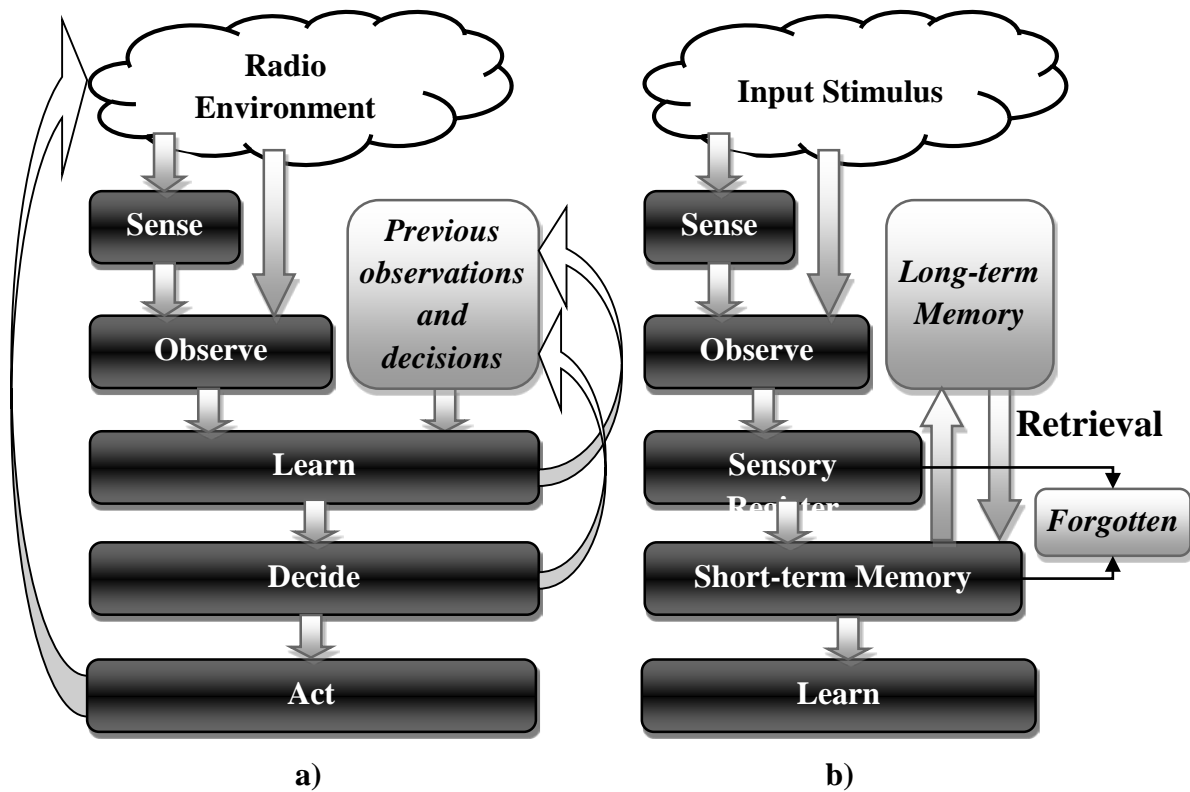 Radio
Environment
Sense
Observe
Previous
observations
and
decisions
Learn
Decide
Act
a)
Input Stimulus
Sense
Observe
Long-term
Memory
Retrieval
Sensory
Register
Forgotten
Short-term Memory
Learn
b)